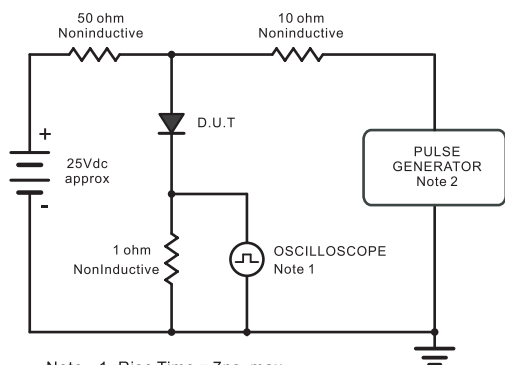 50 ohm
Noninductive
10 ohm
Noninductive
D.U.T
+
25Vdc
approx
-
PULSE
GENERATOR
Note 2
1 ohm
NonInductive
OSCILLOSCOPE
Note 1